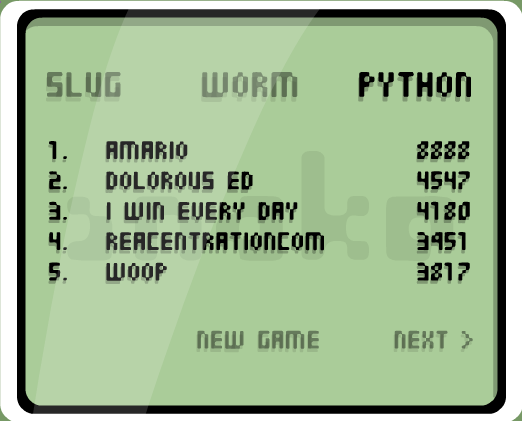 SLUG WORM PYTHON
1. AMARIO 8888
2. DOLOROUS ED 4547
3. I WIN EVERY DAY 4180
4. REACENTRATIONCOM 3951
5. WOOP 3817
NEW GAME NEXT >